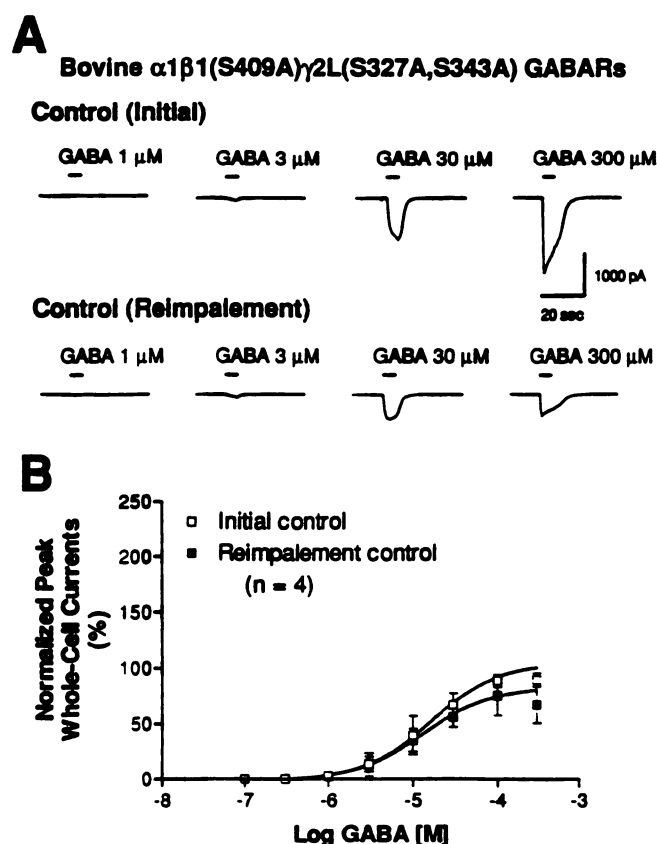 A
Bovine α1β1(S409A)γ2L(S327A,S343A) GABARs
Control (Initial)
GABA 1 μM GABA 3 μM GABA 30 μM GABA 300 μM
1000 pA
20 sec
Control (Reimpalement)
GABA 1 μM GABA 3 μM GABA 30 μM GABA 300 μM
B
Normalized Peak
Whole-Cell Currents
(%)
250
200
150
100
50
0
Initial control
Reimpalement control
(n = 4)
-8 -7 -6 -5 -4 -3
Log GABA [M]